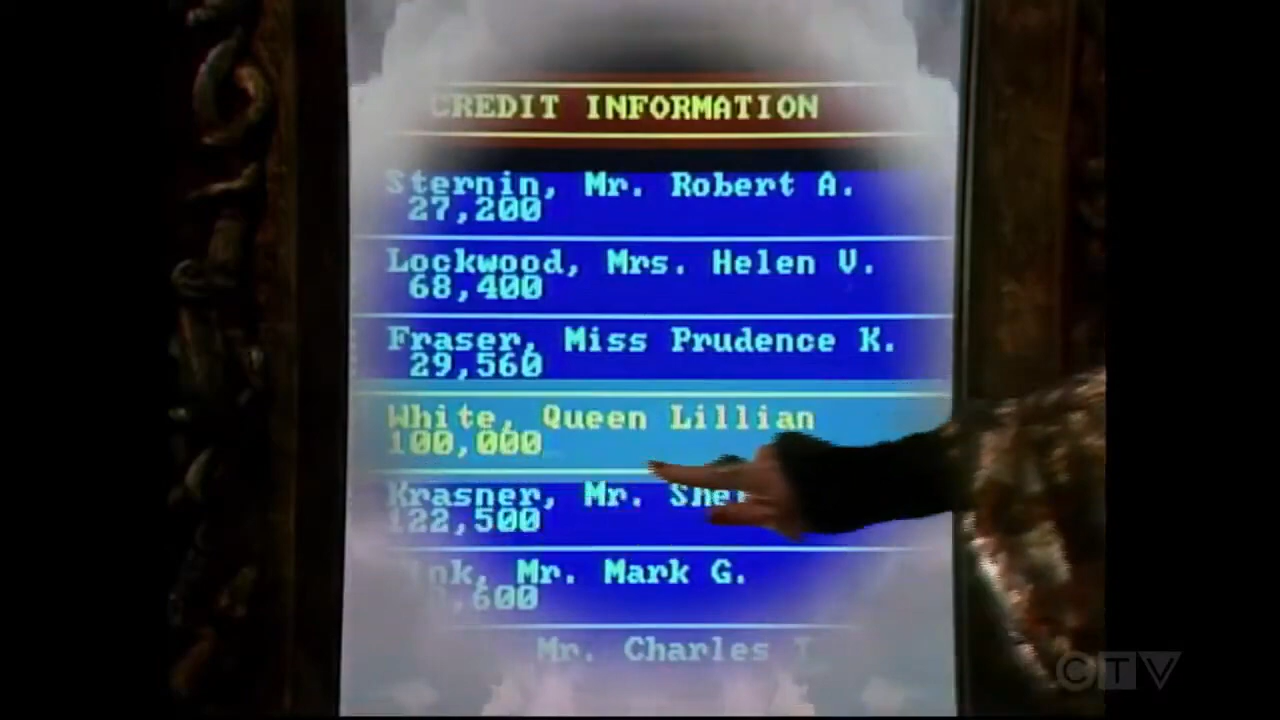 CREDIT INFORMATION
Sternin, Mr. Robert A.
27,200
Lockwood, Mrs. Helen V.
68,400
Fraser, Miss Prudence K.
29,560
White, Queen Lillian
100,000
Krasner, Mr.
122,500
Mr. Mark G.
Mr. Charles
CTV